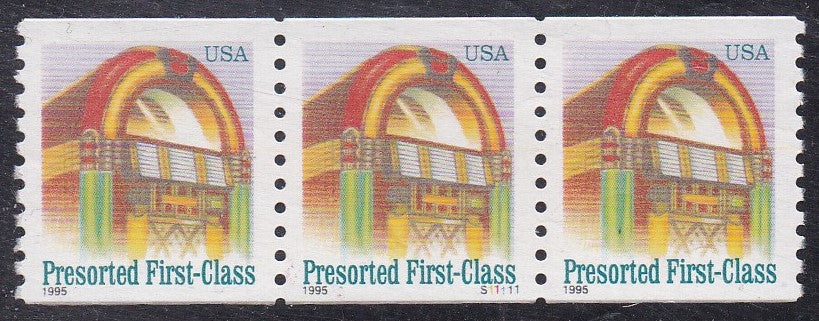 USA
Presorted First-Class
1995
USA
Presorted First-Class
1995 S11111
USA
Presorted First-Class
1995